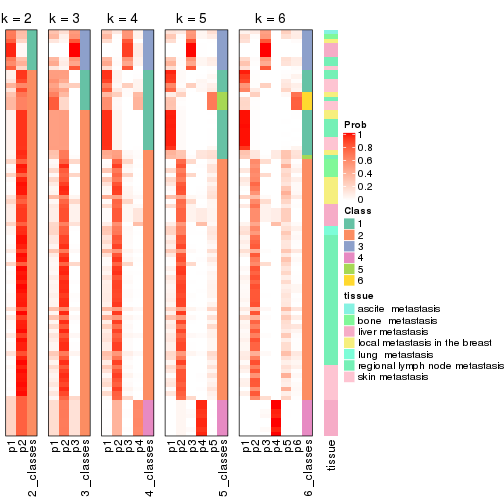 k = 2 k = 3 k = 4 k = 5 k = 6
Prob
1
0.8
0.6
0.4
0.2
0
Class
1
2
3
4
5
6
tissue
ascite metastasis
bone metastasis
liver metastasis
local metastasis in the breast
lung metastasis
regional lymph node metastasis
skin metastasis
p1 p2 2_classes p1 p2 p3 3_classes p1 p2 p3 p4 4_classes p1 p2 p3 p4 p5 5_classes p1 p2 p3 p4 p5 p6 6_classes tissue